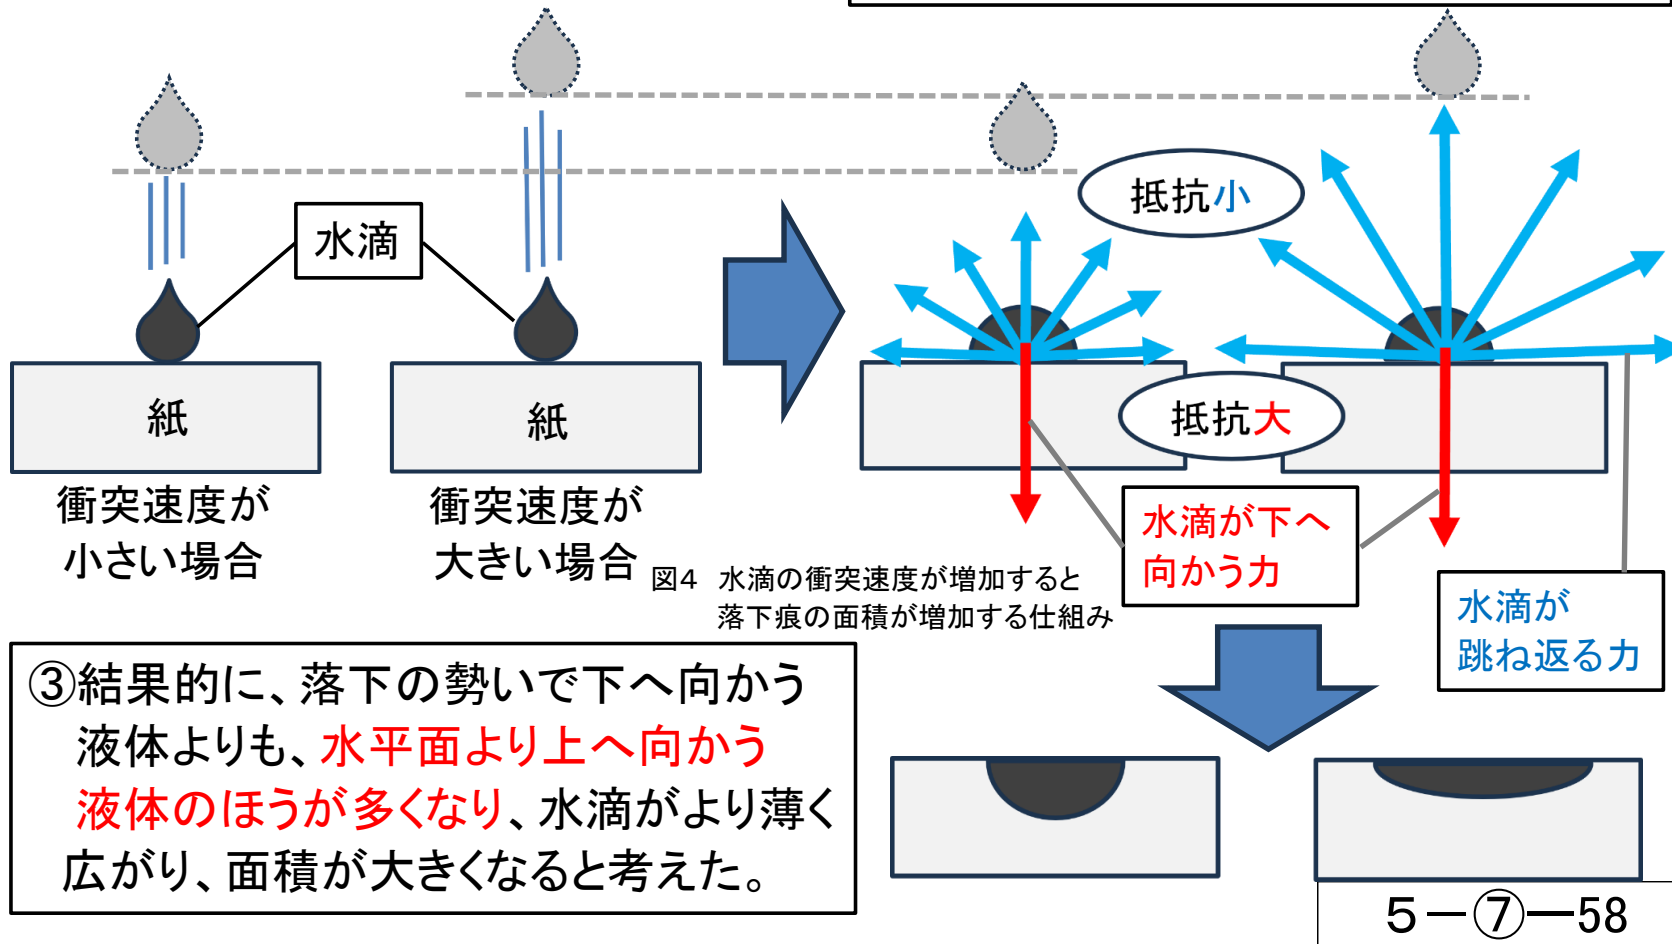 抵抗小
水滴
紙
紙
抵抗大
衝突速度が
小さい場合
衝突速度が
大きい場合
水滴が下へ
向かう力
図4 水滴の衝突速度が増加すると
落下痕の面積が増加する仕組み
水滴が
跳ね返る力
③結果的に、落下の勢いで下へ向かう
液体よりも、水平面より上へ向かう
液体のほうが多くなり、水滴がより薄く
広がり、面積が大きくなると考えた。
5－⑦－58